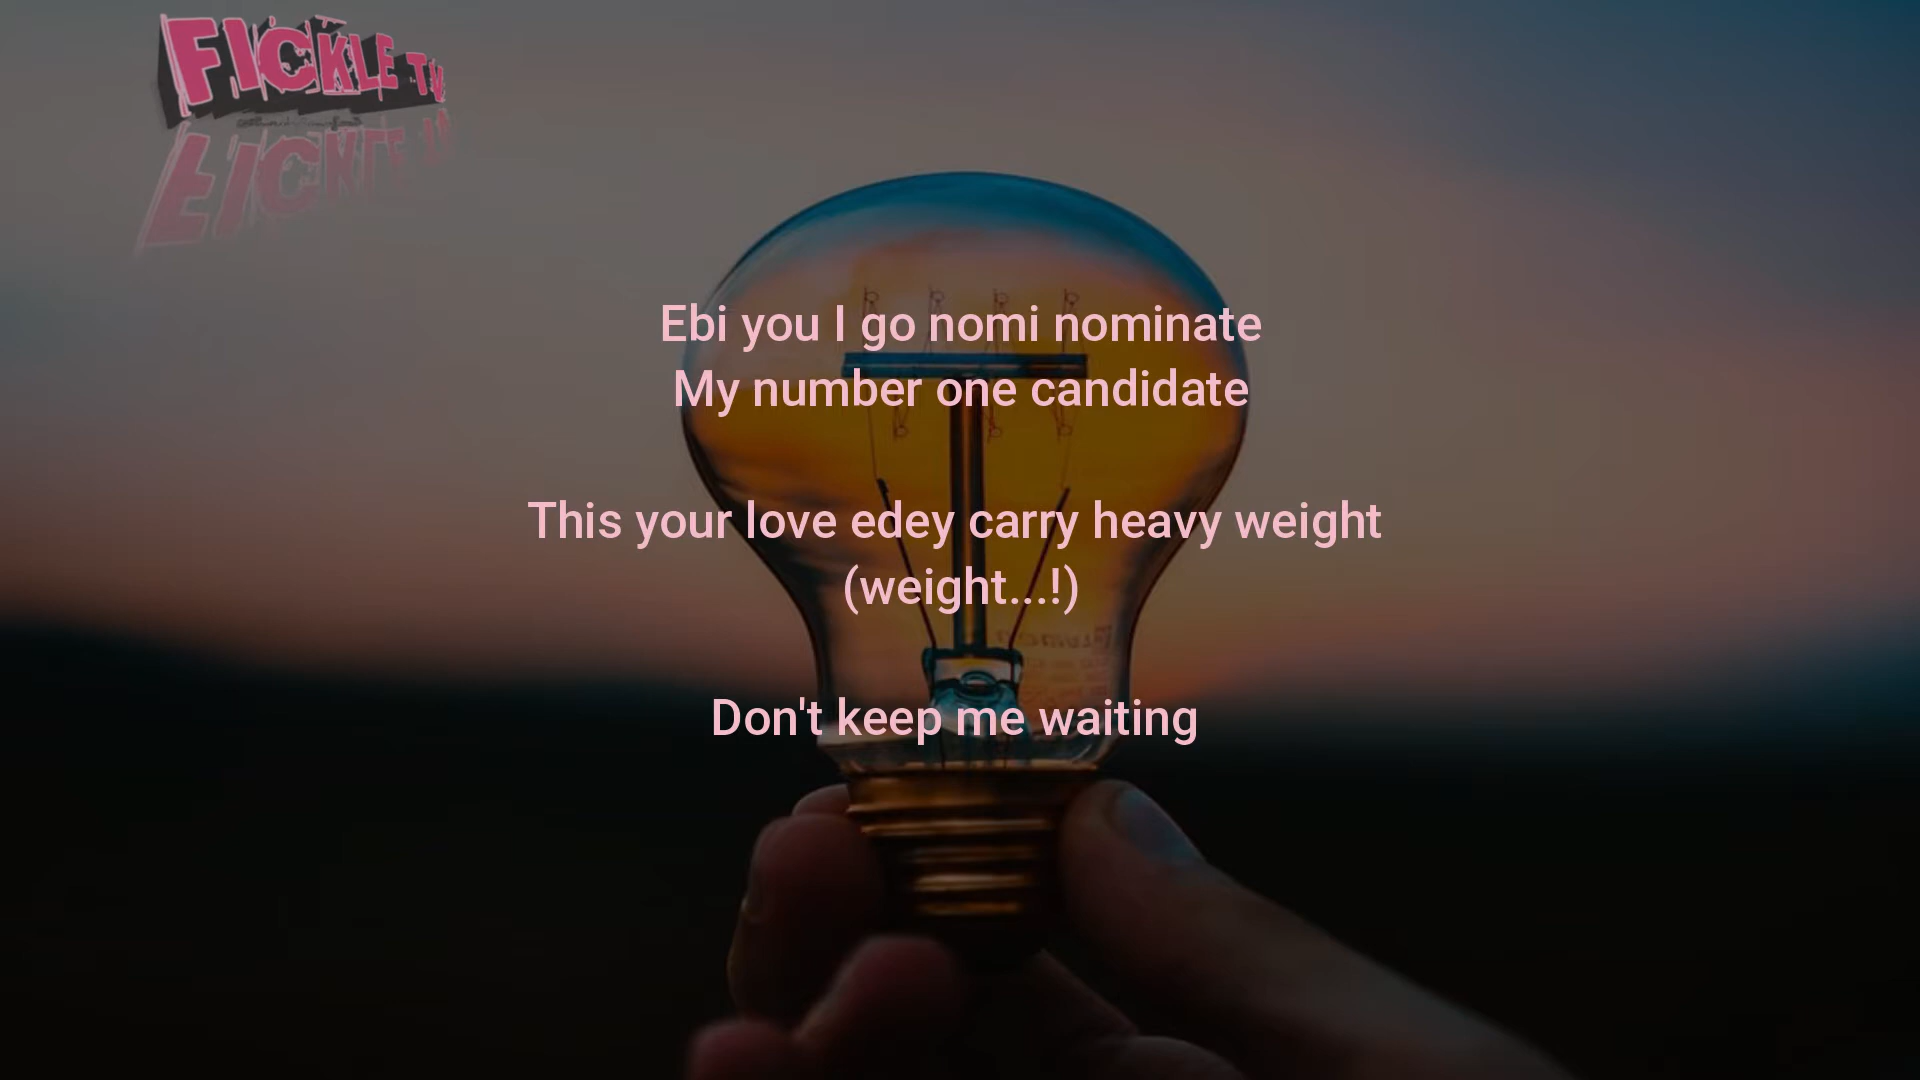 FICKLE TV
Ebi you I go nomi nominate
My number one candidate
This your love edey carry heavy weight
(weight...!)
Don't keep me waiting